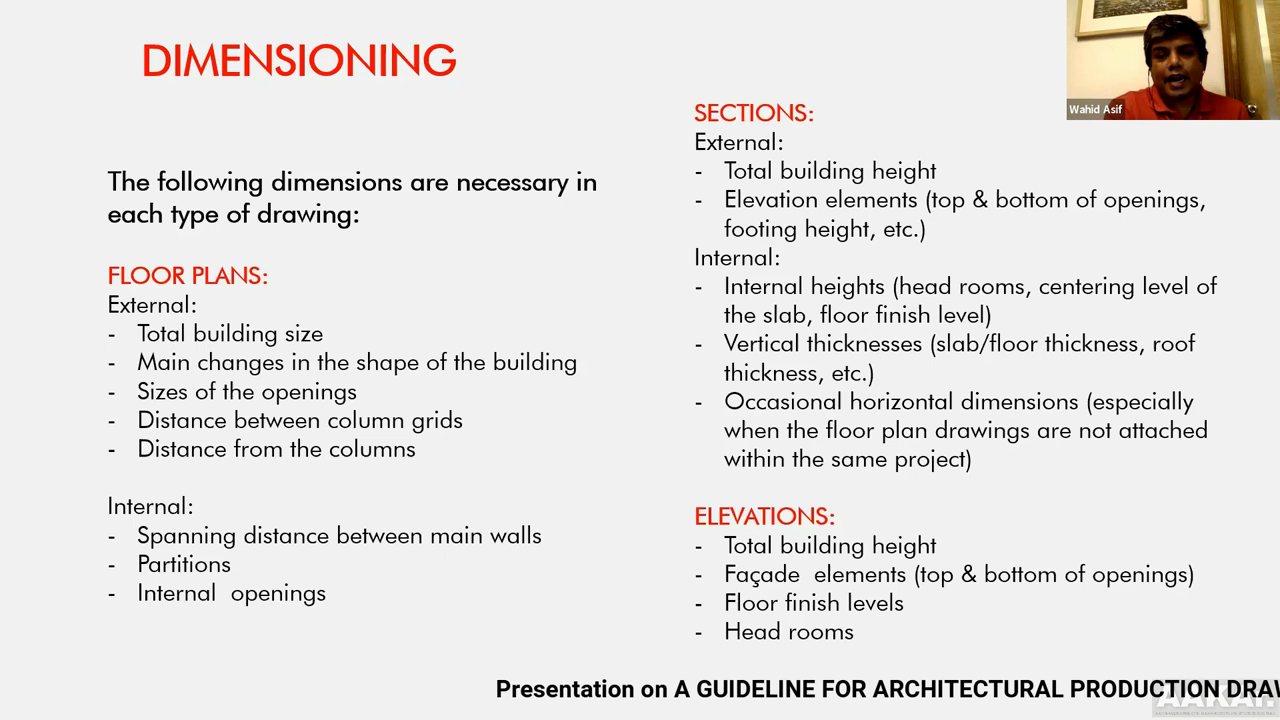 DIMENSIONING
The following dimensions are necessary in
each type of drawing:
FLOOR PLANS:
External:
- Total building size
- Main changes in the shape of the building
- Sizes of the openings
- Distance between column grids
- Distance from the columns
Internal:
- Spanning distance between main walls
- Partitions
- Internal openings
SECTIONS:
External:
- Total building height
- Elevation elements (top & bottom of openings,
footing height, etc.)
Internal:
- Internal heights (head rooms, centering level of
the slab, floor finish level)
- Vertical thicknesses (slab/floor thickness, roof
thickness, etc.)
- Occasional horizontal dimensions (especially
when the floor plan drawings are not attached
within the same project)
ELEVATIONS:
- Total building height
- Façade elements (top & bottom of openings)
- Floor finish levels
- Head rooms
Wahid Asif
Presentation on A GUIDELINE FOR ARCHITECTURAL PRODUCTION DRAW